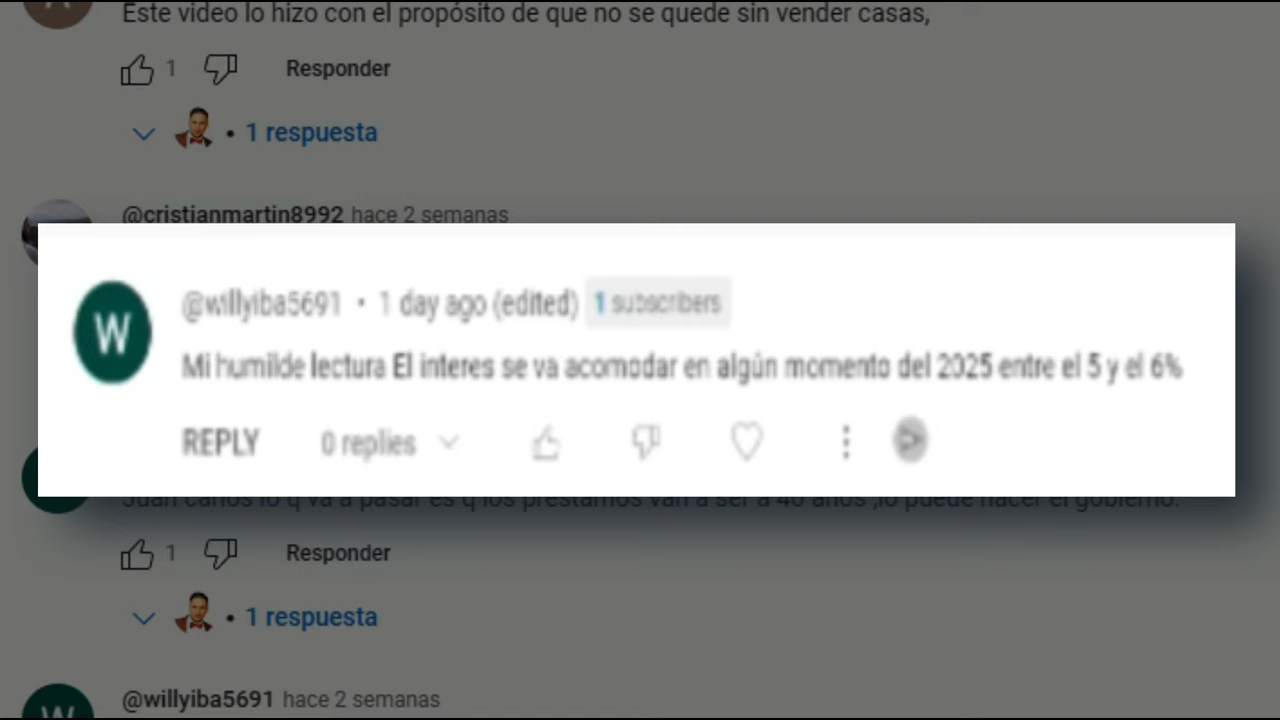 Este video lo hizo con el propósito de que no se quede sin vender casas,
1 Responder
1 respuesta
@cristianmartin8992 hace 2 semanas
W @willyiba5691 • 1 day ago (edited) 1 subscribers
Mi humilde lectura El interes se va acomodar en algún momento del 2025 entre el 5 y el 6%
REPLY 0 replies
Juan carlos lo q va a pasar es q los prestamos van a ser a 40 años ,lo puede hacer el gobierno.
1 Responder
• 1 respuesta
W @willyiba5691 hace 2 semanas